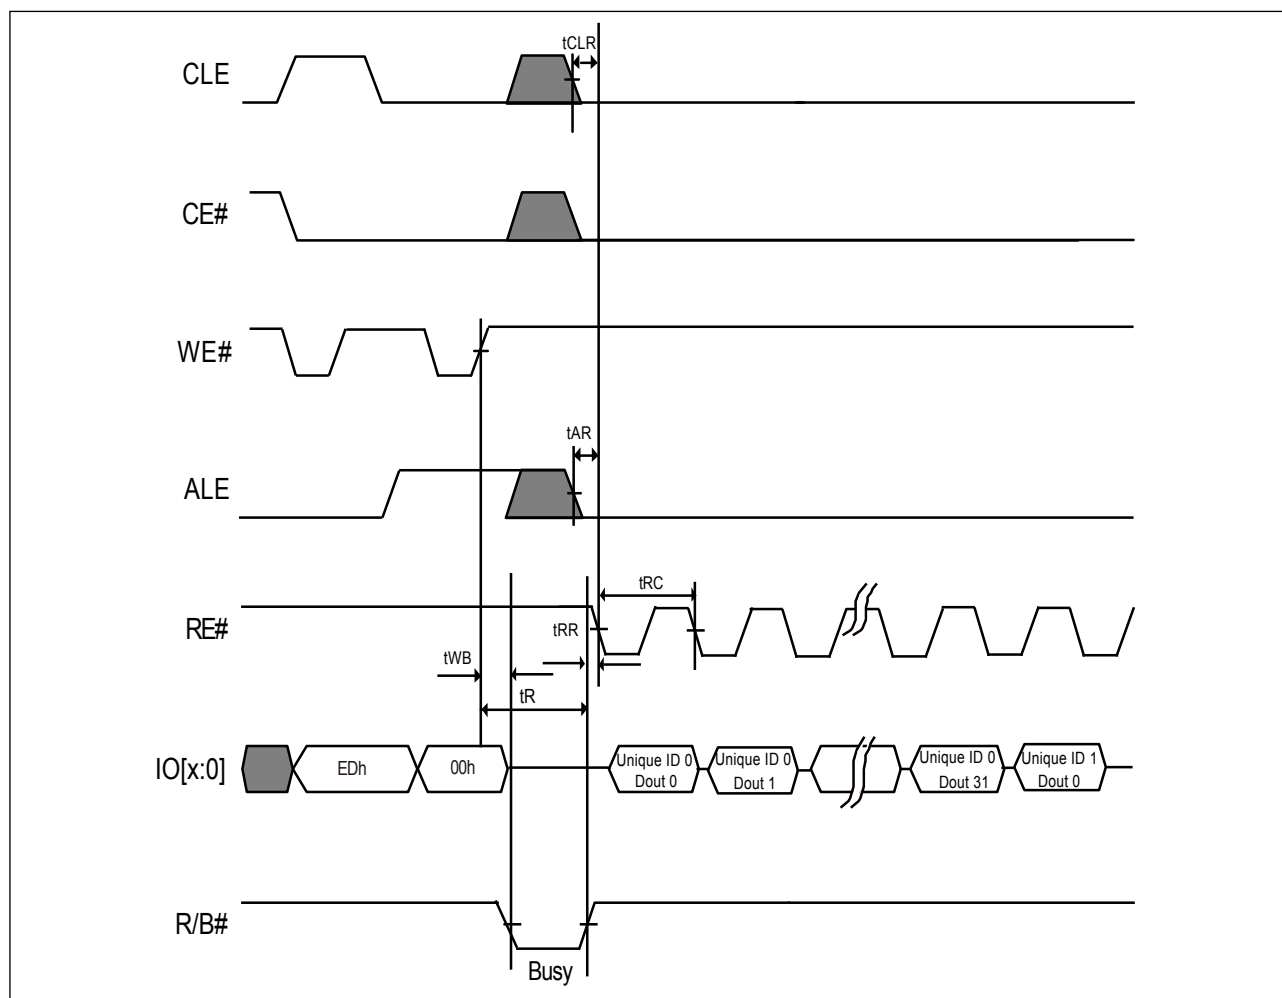 tCLR
CLE
CE#
WE#
tAR
ALE
tRC
RE#
tRR
tWB
tR
IO[x:0]
EDh
00h
Unique ID 0
Dout 0
Unique ID 0
Dout 1
Unique ID 0
Dout 31
Unique ID 1
Dout 0
R/B#
Busy